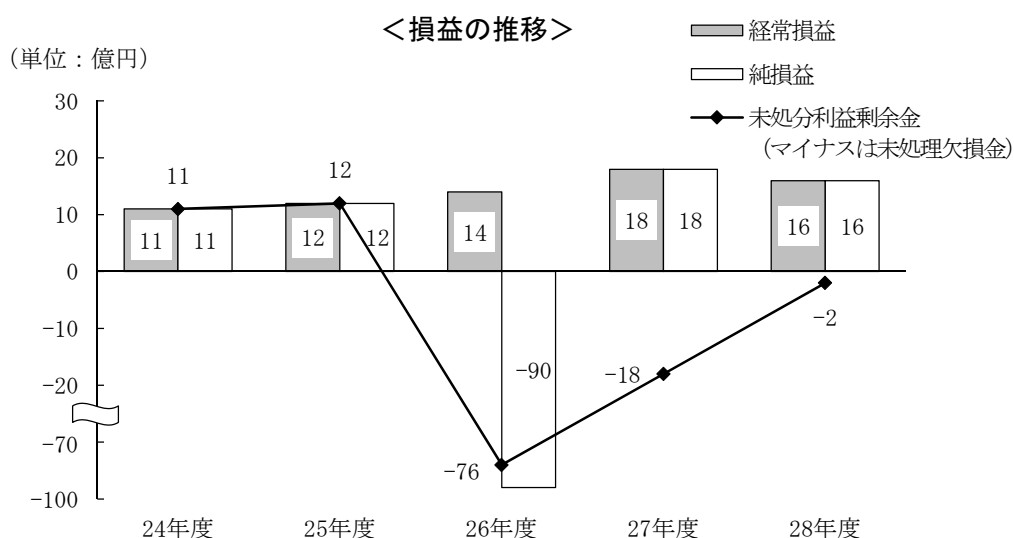 ＜損益の推移＞
（単位：億円）
経常損益
純損益
未処分利益剰余金
（マイナスは未処理欠損金）
30
20
10
0
-10
-20
-70
-100
11
12
11
11
12
12
14
18
18
16
16
-90
-76
-18
-2
24年度
25年度
26年度
27年度
28年度